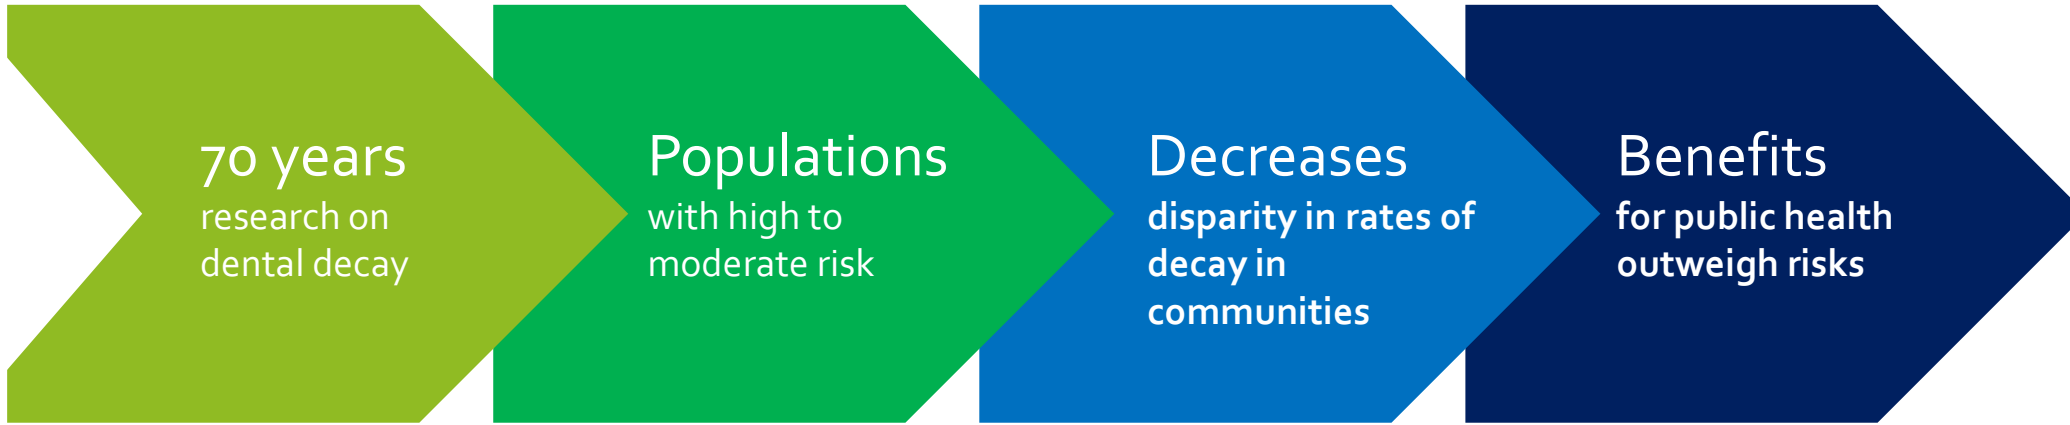 70 years
research on
dental decay
Populations
with high to
moderate risk
Decreases
disparity in rates of
decay in
communities
Benefits
for public health
outweigh risks